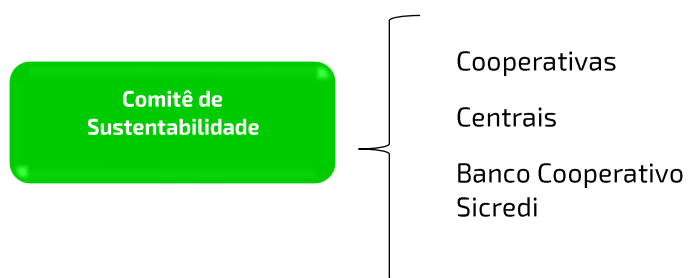 Comitê de
Sustentabilidade
Cooperativas
Centrais
Banco Cooperativo
Sicredi